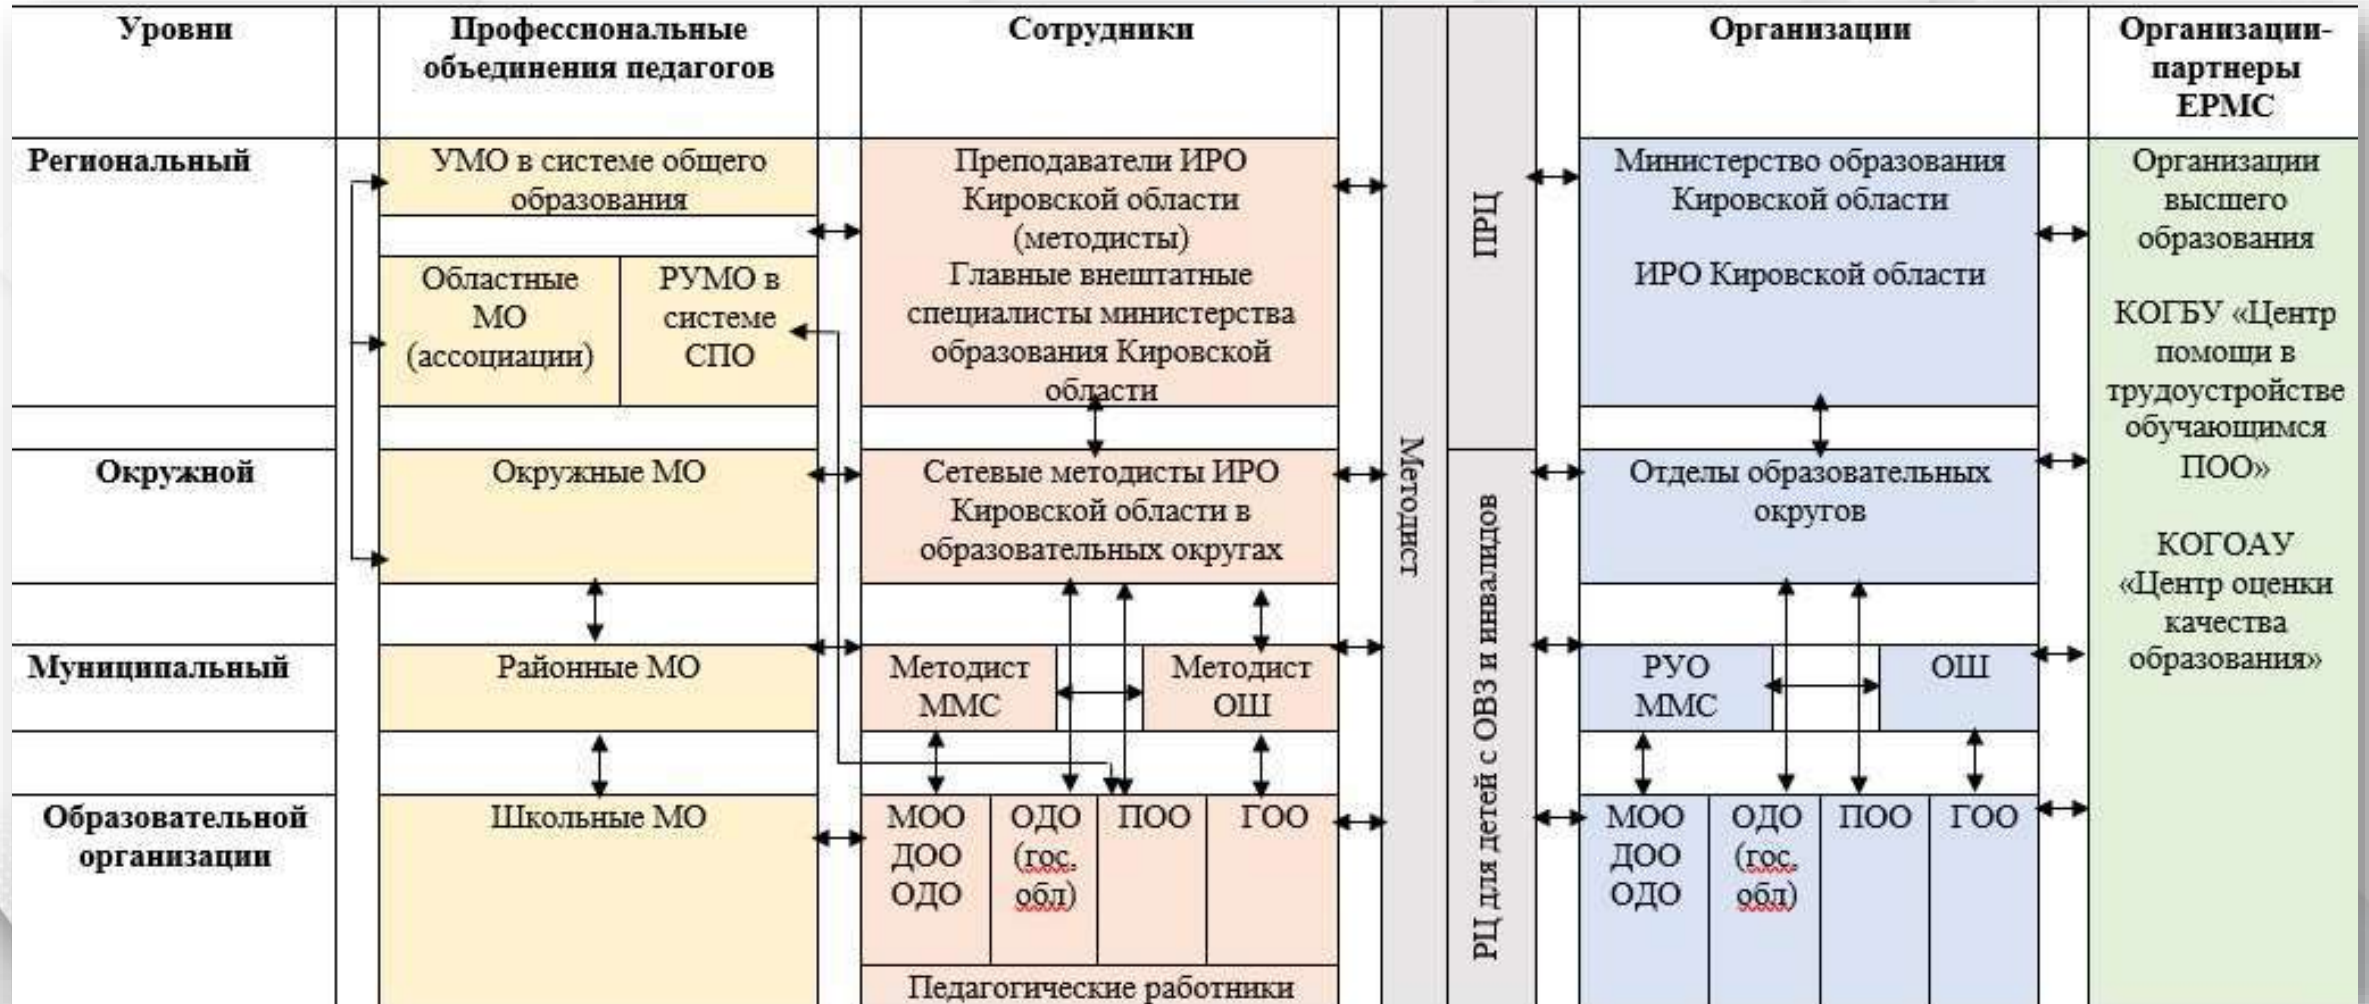 Уровни
Профессиональные
объединения педагогов
Сотрудники
Организации
Организации-
партнеры
ЕРМС
Региональный
УМО в системе общего
образования
Областные
МО
(ассоциации)
РУМО в
системе
СПО
Преподаватели ИРО
Кировской области
(методисты)
Главные внештатные
специалисты министерства
образования Кировской
области
Методист
ПРЦ
Министерство образования
Кировской области
ИРО Кировской области
Организации
высшего
образования
КОГБУ «Центр
помощи в
трудоустройстве
обучающимся
ПОО»
КОГОАУ
«Центр оценки
качества
образования»
Окружной
Окружные МО
Сетевые методисты ИРО
Кировской области в
образовательных округах
РЦ для детей с ОВЗ и инвалидов
Отделы образовательных
округов
Муниципальный
Районные МО
Методист
ММС
Методист
ОШ
РУО
ММС
ОШ
Образовательной
организации
Школьные МО
МОО
ДОО
ОДО
ОДО
(гос.
обл)
ПОО
ГОО
Педагогические работники
МОО
ДОО
ОДО
ОДО
(гос.
обл)
ПОО
ГОО